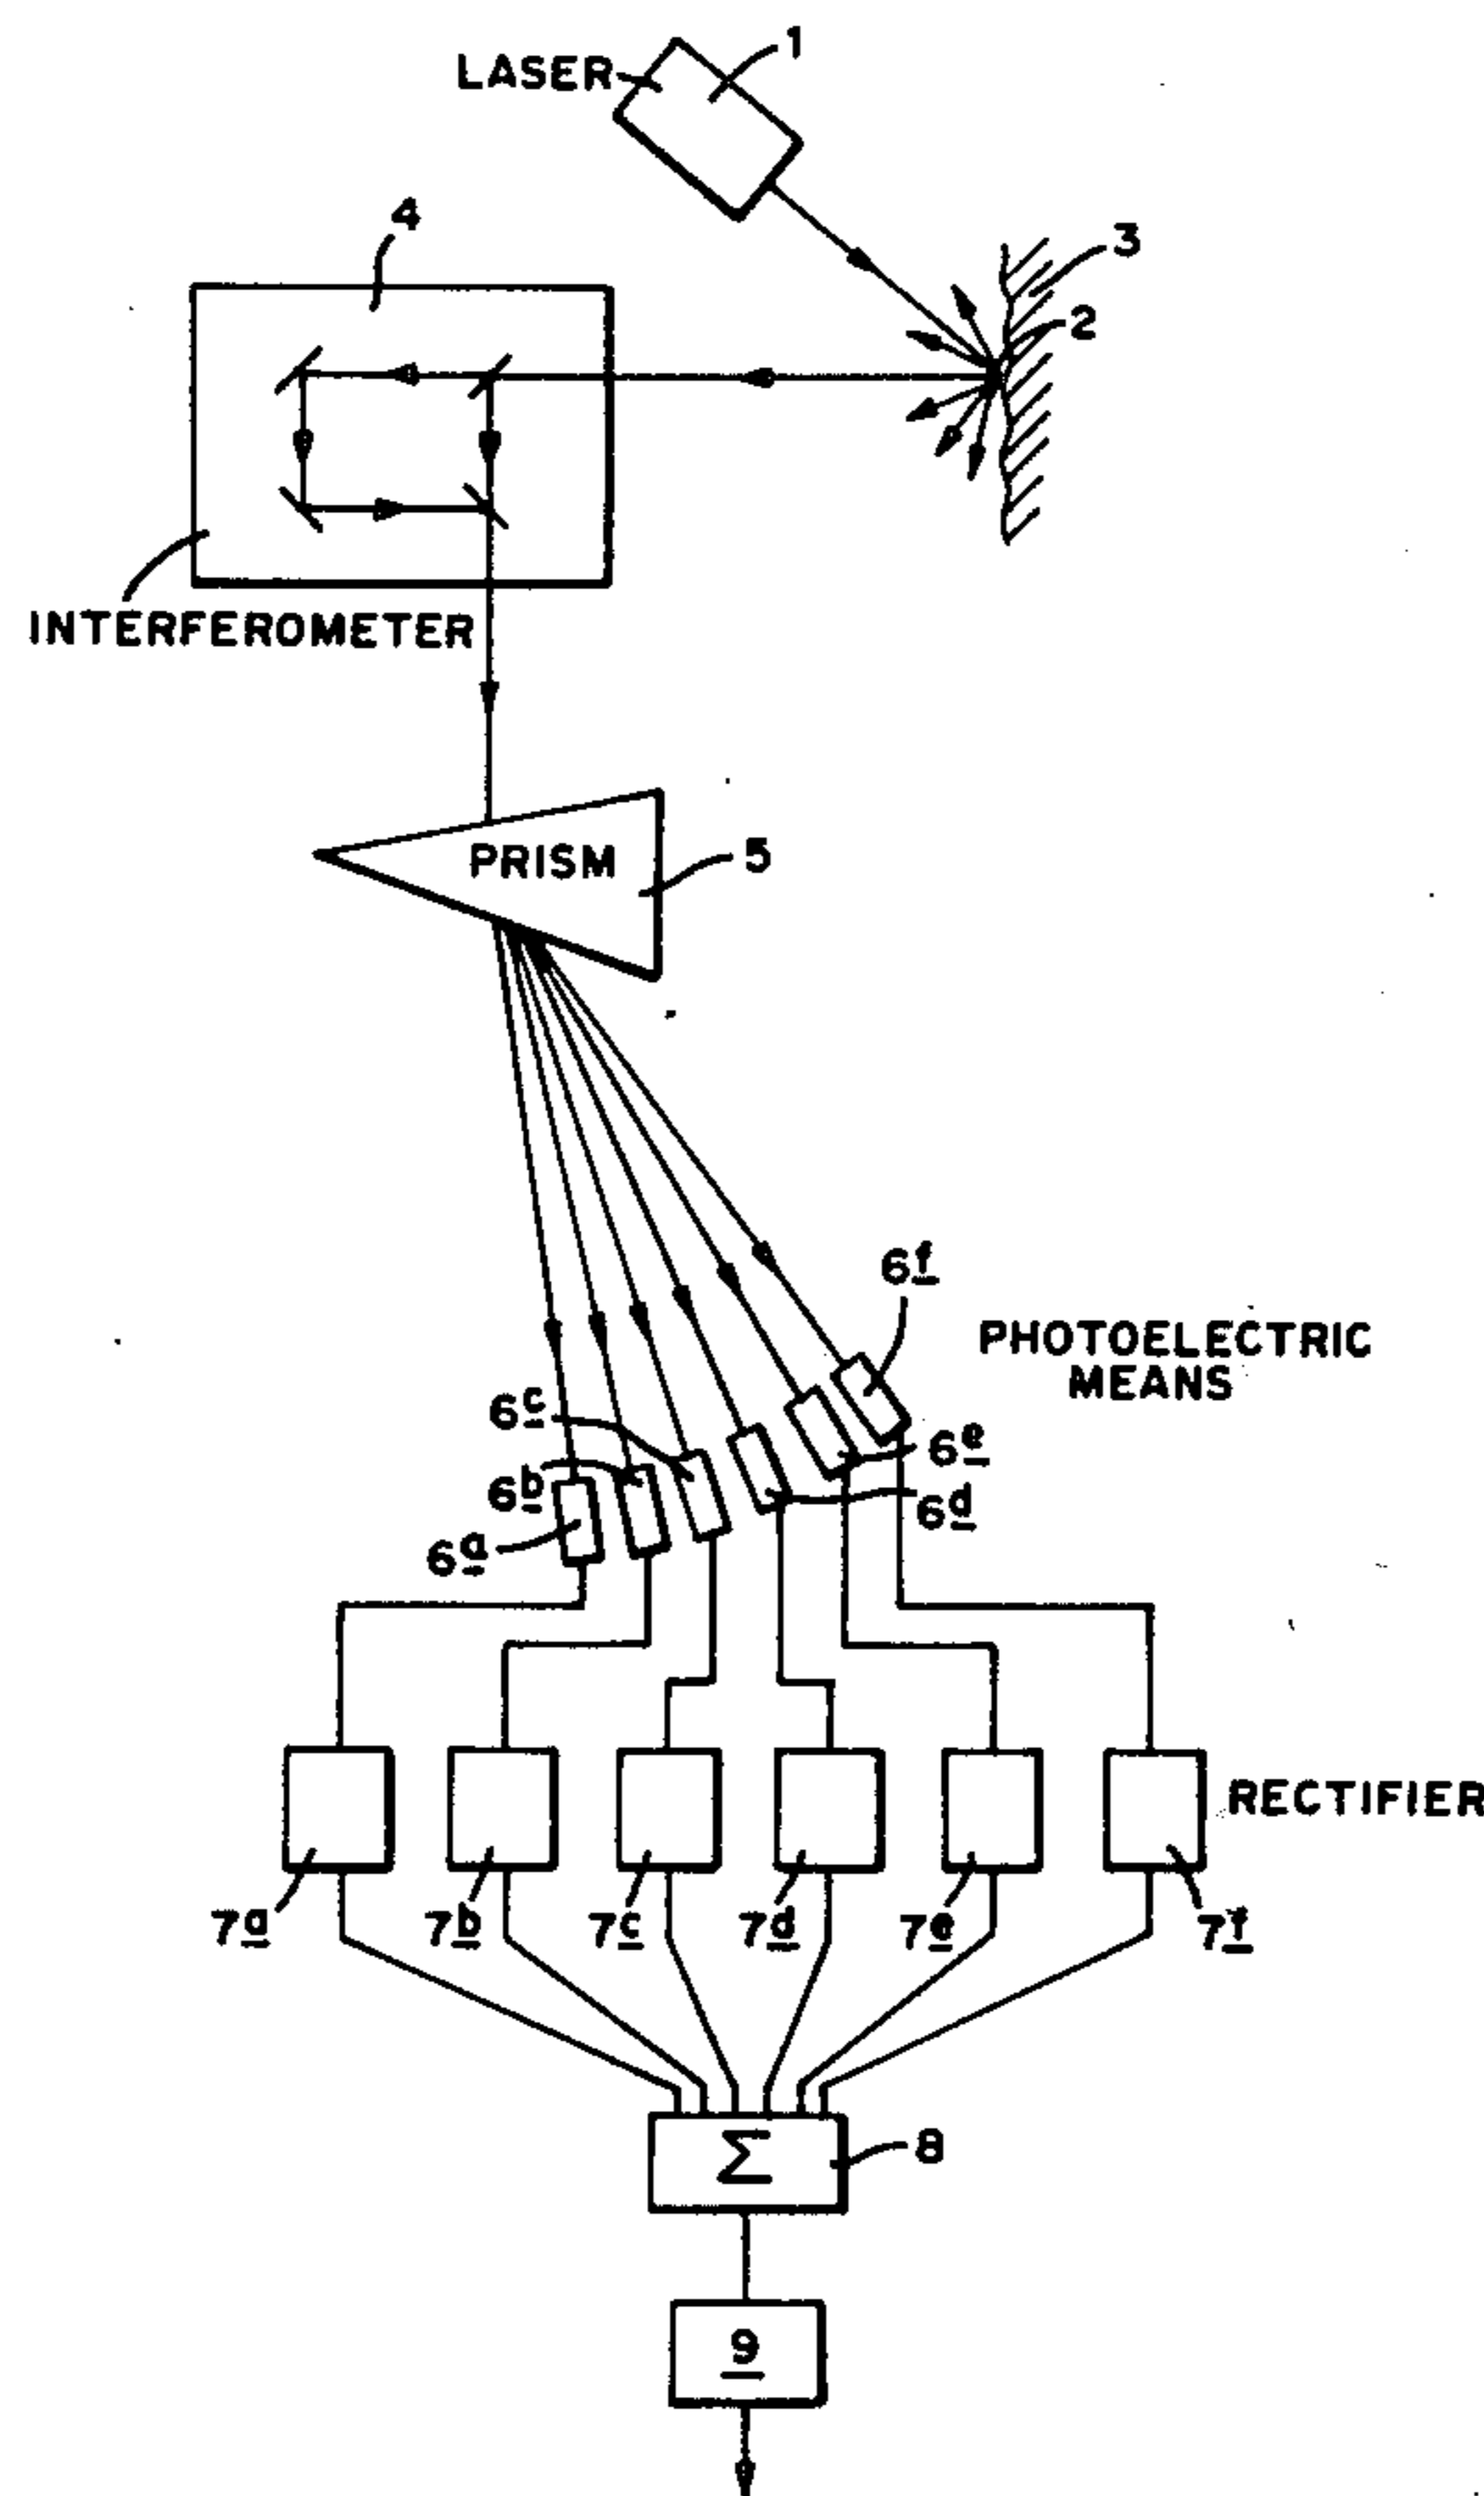 LASER
1
4
3
2
INTERFEROMETER
PRISM
5
6f
PHOTOELECTRIC
MEANS
6c
6e
6b
6d
6a
RECTIFIER
7a
7b
7c
7d
7e
7f
Σ
8
9